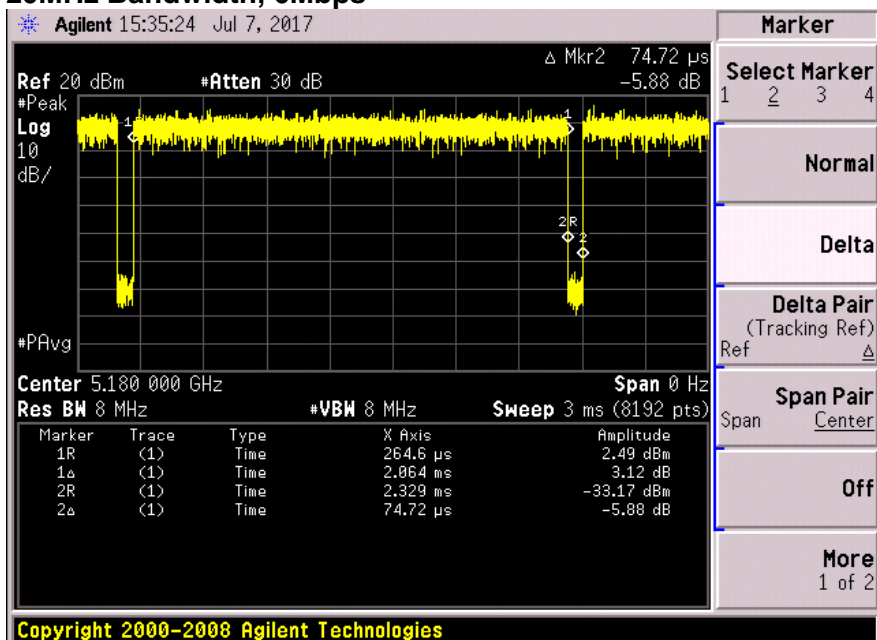 20MHz Bandwidth, 6Mbps
Agilent 15:35:24 Jul 7, 2017
Marker
Δ Mkr2 74.72 µs
Ref 20 dBm #Atten 30 dB -5.88 dB
#Peak
Log
10
dB/
1R
1
2R
2
#PAvg
Center 5.180 000 GHz Span 0 Hz
Res BW 8 MHz #VBW 8 MHz Sweep 3 ms (8192 pts)
Marker Trace Type X Axis Amplitude
1R (1) Time 264.6 µs 2.49 dBm
1Δ (1) Time 2.064 ms 3.12 dB
2R (1) Time 2.329 ms -33.17 dBm
2Δ (1) Time 74.72 µs -5.88 dB
Select Marker
1 2 3 4
Normal
Delta
Delta Pair
(Tracking Ref)
Ref Δ
Span Pair
Span Center
Off
More
1 of 2
Copyright 2000-2008 Agilent Technologies